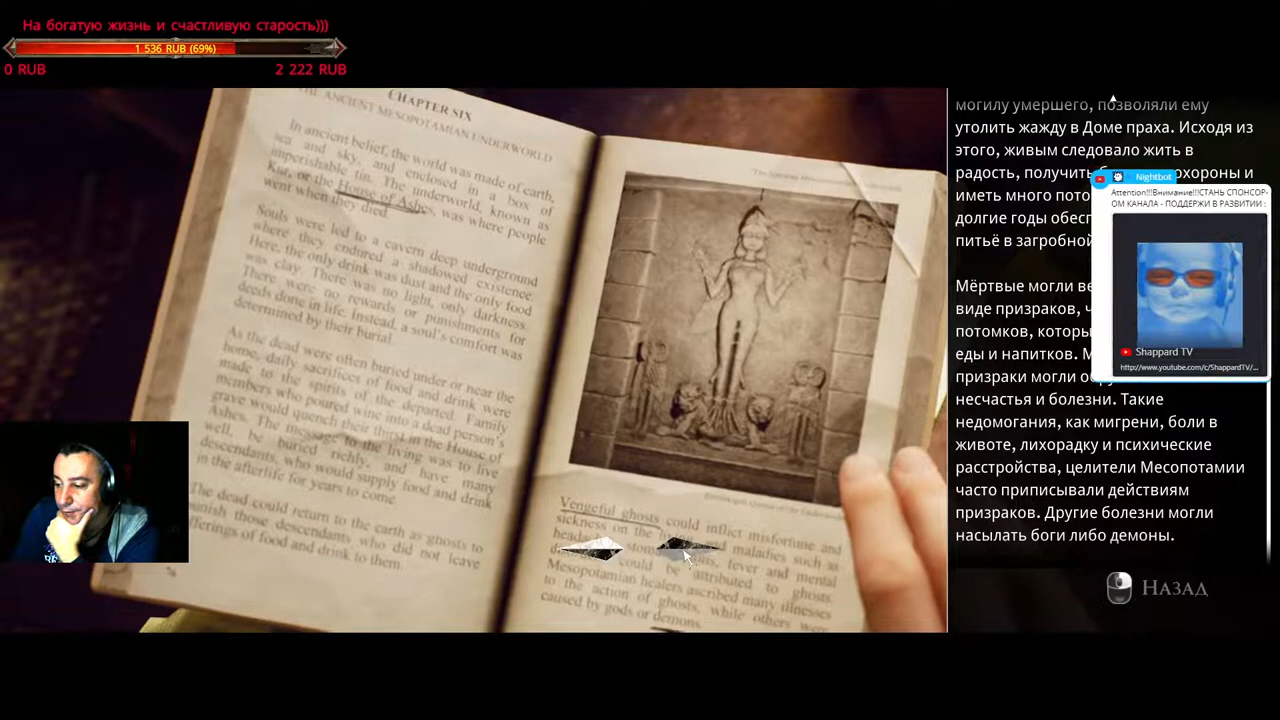 На богатую жизнь и счастливую старость)))
1 536 RUB (69%)
0 RUB
2 222 RUB
CHAPTER SIX
THE ANCIENT MESOPOTAMIAN UNDERWORLD
In ancient belief, the world was made of earth,
sea and sky, and enclosed in a box of
imperishable tin. The underworld, known as
Kur, or the House of Ashes, was where people
went when they died.
Souls were led to a cavern deep underground
where they endured a shadowed existence.
Here, the only drink was dust and the only food
was clay. There was no light, only darkness.
There were no rewards or punishments for
deeds done in life. Instead, a soul's comfort was
determined by their burial.
As the dead were often buried under or near the
home, daily sacrifices of food and drink were
made to the spirits of the departed. Family
members who poured wine into a dead person's
grave would quench their thirst in the House of
Ashes. The message to the living was to live
well, be buried richly, and have many
descendants, who would supply food and drink
in the afterlife for years to come.
The dead could return to the earth as ghosts to
punish those descendants who did not leave
offerings of food and drink to them.
Vengeful ghosts could inflict misfortune and
sickness on the maladies such as
fever and mental
could be attributed to ghosts.
Mesopotamian healers ascribed many illnesses
to the action of ghosts, while others were
caused by gods or demons.
могилу умершего, позволяли ему
утолить жажду в Доме праха. Исходя из
этого, живым следовало жить в
радость, получить похороны и
иметь много
долгие годы
питьё в загробной
Мёртвые могли
виде призраков,
потомков,
еды и напитков.
призраки могли
несчастья и болезни. Такие
недомогания, как мигрени, боли в
животе, лихорадку и психические
расстройства, целители Месопотамии
часто приписывали действиям
призраков. Другие болезни могли
насылать боги либо демоны.
Nightbot
Attention!!!Внимание!!!СТАНЬ СПОНСОР-
ОМ КАНАЛА - ПОДДЕРЖИ В РАЗВИТИИ :
Shappard TV
http://www.youtube.com/c/ShappardTV/...
НАЗАД